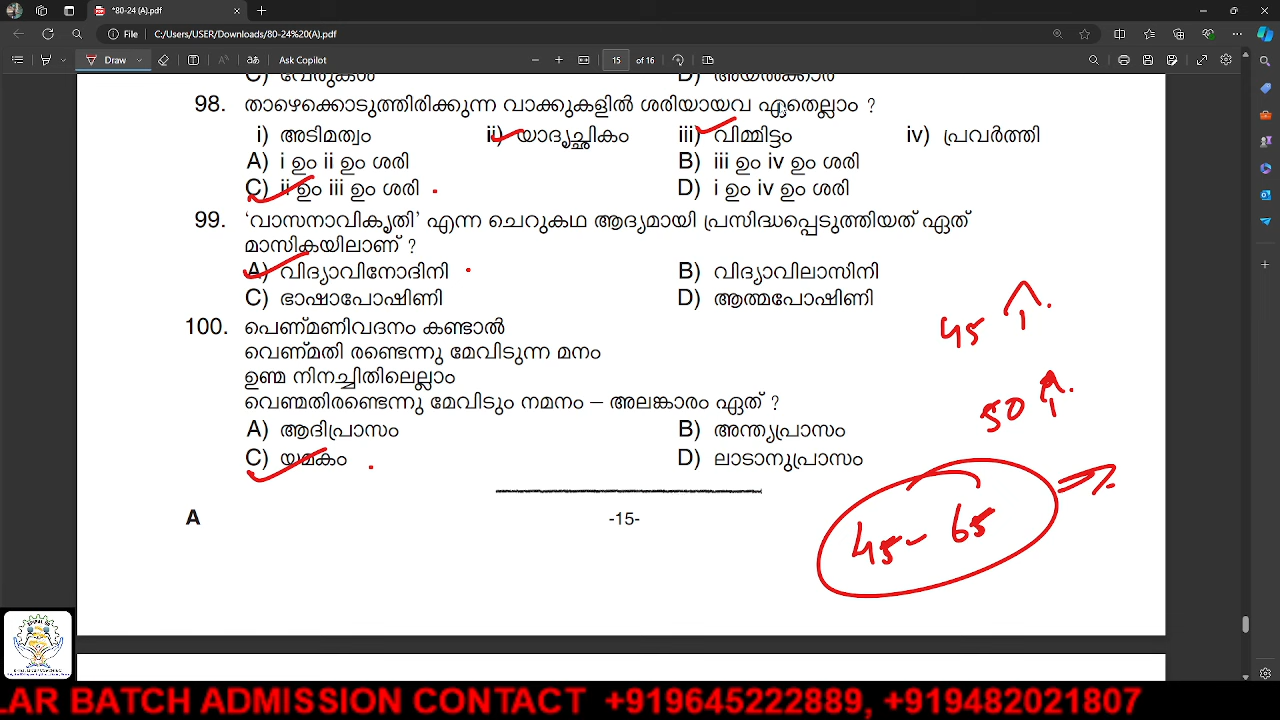 *80-24 (A).pdf
File C:/Users/USER/Downloads/80-24%20(A).pdf
Draw Ask Copilot 15 of 16
C) വേരുകൾ D) അയൽക്കാർ
98. താഴെക്കൊടുത്തിരിക്കുന്ന വാക്കുകളിൽ ശരിയായവ ഏതെല്ലാം ?
i) അടിമത്വം ii) യാദൃച്ഛികം iii) വിമ്മിട്ടം iv) പ്രവർത്തി
A) i ഉം ii ഉം ശരി B) iii ഉം iv ഉം ശരി
C) ii ഉം iii ഉം ശരി D) i ഉം iv ഉം ശരി
99. ‘വാസനാവികൃതി’ എന്ന ചെറുകഥ ആദ്യമായി പ്രസിദ്ധപ്പെടുത്തിയത് ഏത്
മാസികയിലാണ് ?
A) വിദ്യാവിനോദിനി B) വിദ്യാവിലാസിനി
C) ഭാഷാപോഷിണി D) ആത്മപോഷിണി
100. പെണ്മണിവദനം കണ്ടാൽ
വെണ്മതി രണ്ടെന്നു മേവിടുന്ന മനം
ഉണ്മ നിനച്ചിതിലെല്ലാം
വെണ്മതിരണ്ടെന്നു മേവിടും നമനം – അലങ്കാരം ഏത് ?
A) ആദിപ്രാസം B) അന്ത്യപ്രാസം
C) യമകം D) ലാടാനുപ്രാസം
45
50
45 - 65
A -15-
LAR BATCH ADMISSION CONTACT +919645222889, +919482021807